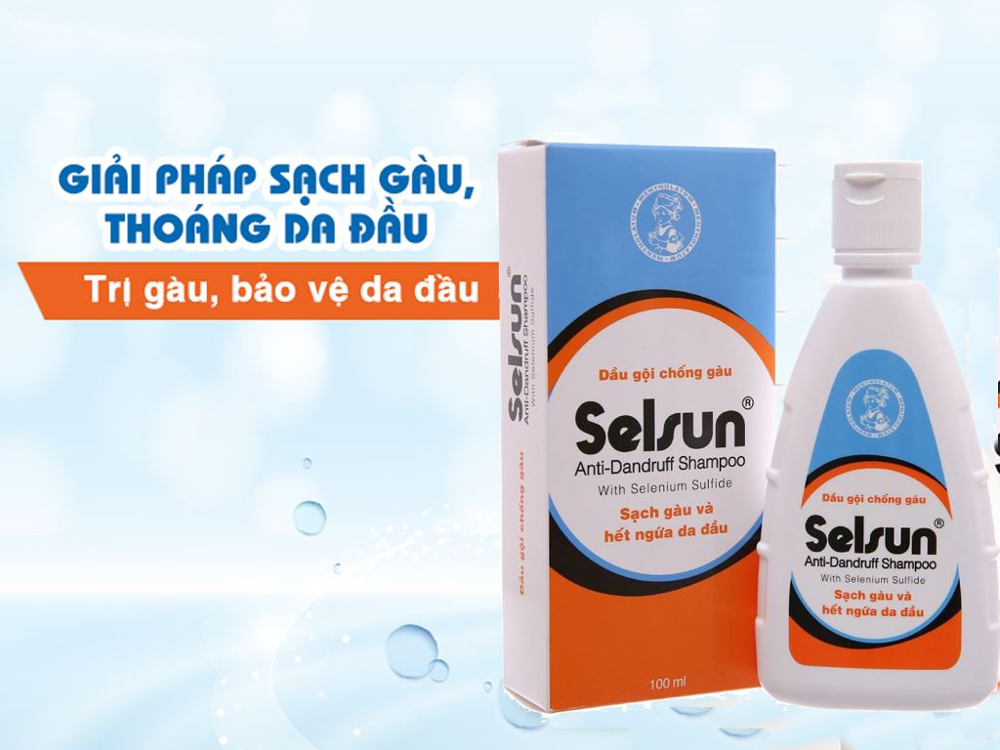 GIẢI PHÁP SẠCH GÀU,
THOÁNG DA ĐẦU
Trị gàu, bảo vệ da đầu
Selsun®
Anti-Dandruff Shampoo
With Selenium Sulfide
Dầu gội chống gàu
MENTHOLATUM • MENTHOLATUM • MENTHOLATUM
Dầu gội chống gàu
Selsun®
Anti-Dandruff Shampoo
With Selenium Sulfide
Sạch gàu và
hết ngứa da đầu
100 ml
Dầu gội chống gàu
Selsun®
Anti-Dandruff Shampoo
With Selenium Sulfide
Sạch gàu và
hết ngứa da đầu